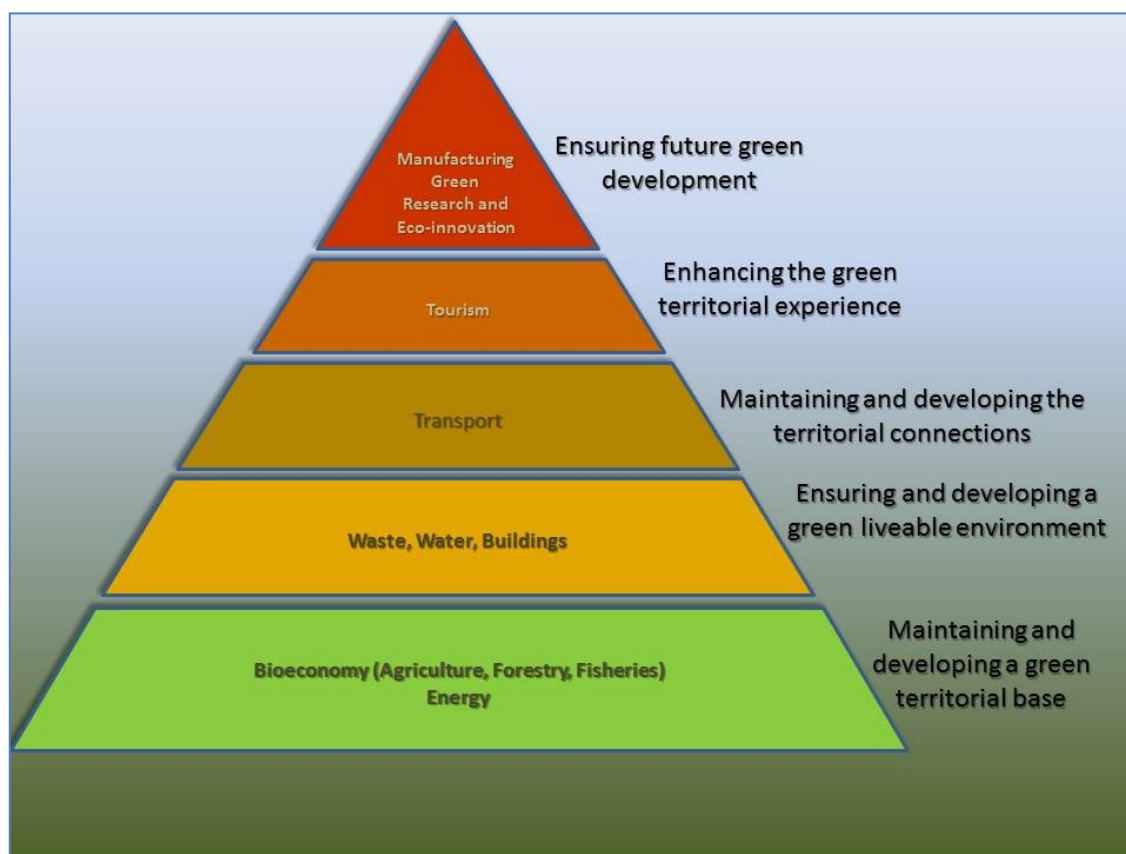 Manufacturing
Green
Research and
Eco-innovation
Ensuring future green
development
Tourism
Enhancing the green
territorial experience
Transport
Maintaining and developing the
territorial connections
Waste, Water, Buildings
Ensuring and developing a
green liveable environment
Bioeconomy (Agriculture, Forestry, Fisheries)
Energy
Maintaining and
developing a green
territorial base